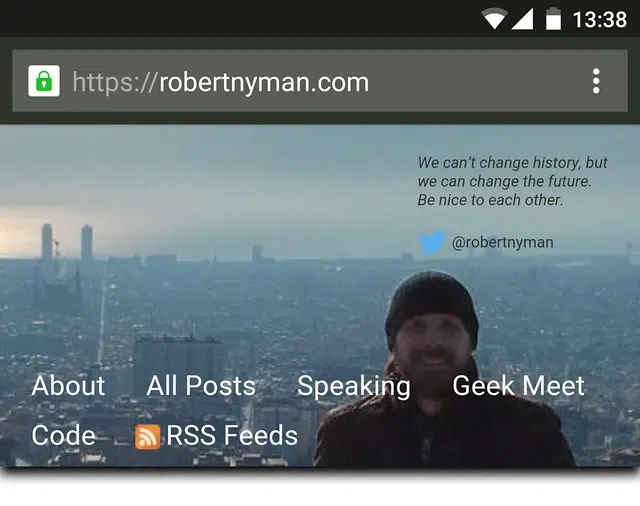 13:38
https://robertnyman.com
We can't change history, but
we can change the future.
Be nice to each other.
@robertnyman
About All Posts Speaking Geek Meet
Code RSS Feeds